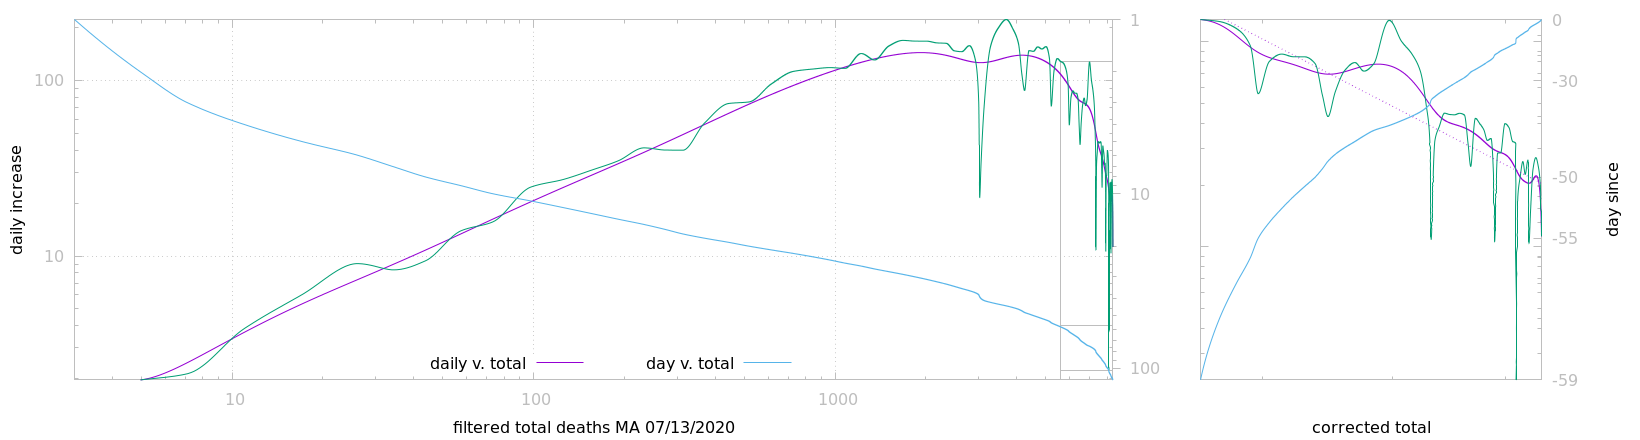 daily increase
100
10
1
10
100
daily v. total
day v. total
10
100
1000
filtered total deaths MA 07/13/2020
0
-30
-50
-55
-59
day since
corrected total